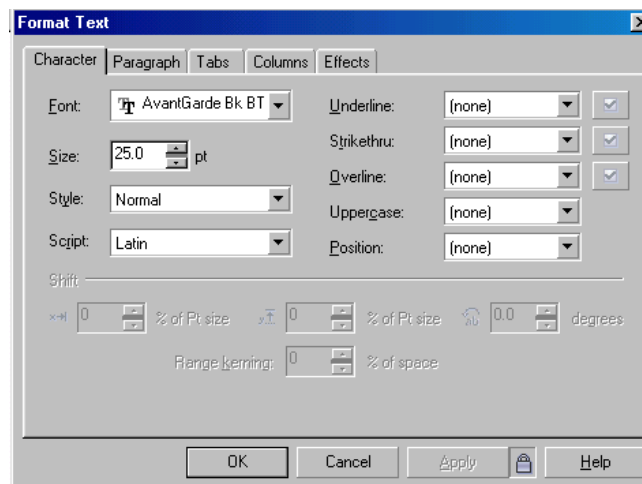 Format Text
Character Paragraph Tabs Columns Effects
Font: AvantGarde Bk BT Underline: (none)
Strikethru: (none)
Size: 25.0 pt
Overline: (none)
Style: Normal
Uppercase: (none)
Script: Latin
Position: (none)
Shift
0 % of Pt size 0 % of Pt size 0.0 degrees
Range kerning: 0 % of space
OK Cancel Apply Help